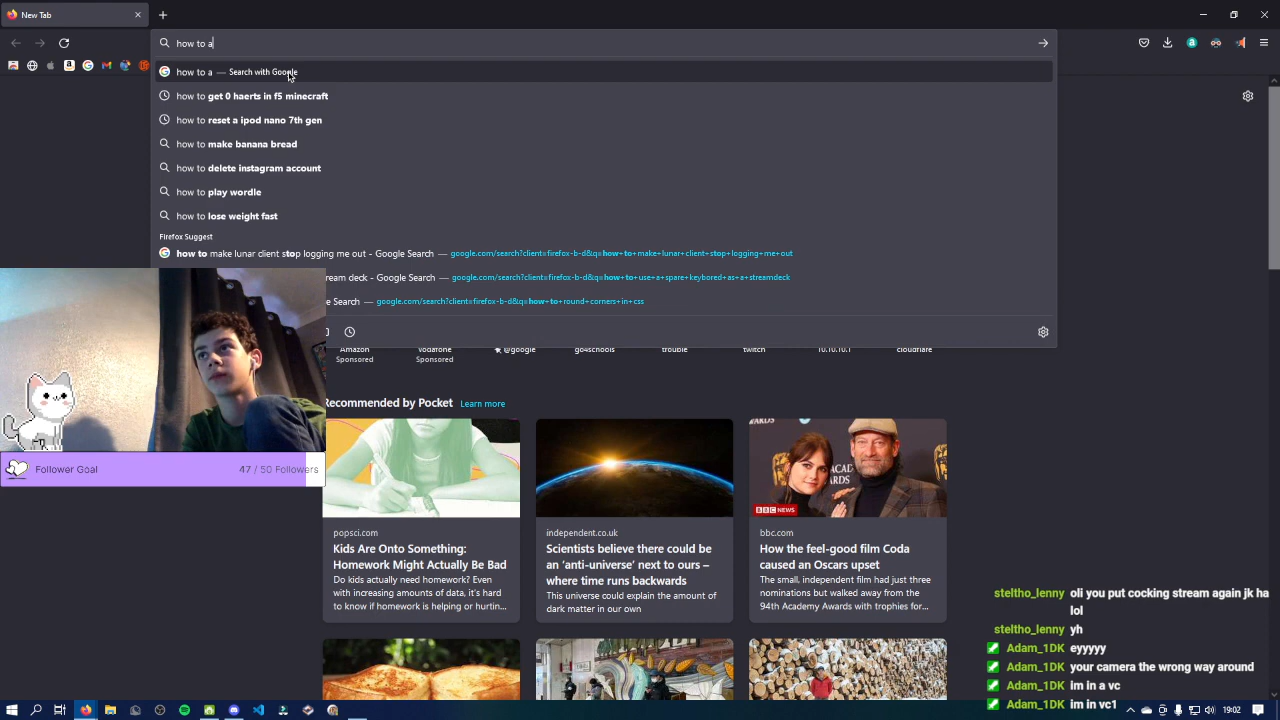 New Tab
how to a
how to a — Search with Google
how to get 0 haerts in f5 minecraft
how to reset a ipod nano 7th gen
how to make banana bread
how to delete instagram account
how to play wordle
how to lose weight fast
Firefox Suggest
how to make lunar client stop logging me out - Google Search — google.com/search?client=firefox-b-d&q=how+to+make+lunar+client+stop+logging+me+out
ream deck - Google Search — google.com/search?client=firefox-b-d&q=how+to+use+a+spare+keybored+as+a+streamdeck
e Search — google.com/search?client=firefox-b-d&q=how+to+round+corners+in+css
Amazon
Sponsored
Vodafone
Sponsored
@google
go4schools
trouble
twitch
10.10.10.1
cloudflare
Recommended by Pocket Learn more
Follower Goal 47 / 50 Followers
BBC NEWS
popsci.com
Kids Are Onto Something:
Homework Might Actually Be Bad
Do kids actually need homework? Even
with increasing amounts of data, it's hard
to know if homework is helping or hurtin...
independent.co.uk
Scientists believe there could be
an 'anti-universe' next to ours –
where time runs backwards
This universe could explain the amount of
dark matter in our own
bbc.com
How the feel-good film Coda
caused an Oscars upset
The small, independent film had just three
nominations but walked away from the
94th Academy Awards with trophies for...
steltho_lenny oli you put cocking stream again jk ha
lol
steltho_lenny yh
Adam_1DK eyyyyy
Adam_1DK your camera the wrong way around
Adam_1DK im in a vc
Adam_1DK im in vc1
19:02